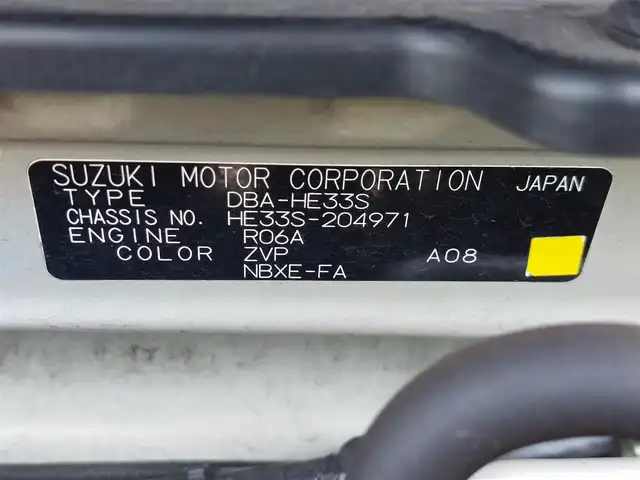 SUZUKI MOTOR CORPORATION JAPAN
TYPE DBA-HE33S
CHASSIS NO. HE33S-204971
ENGINE R06A
COLOR ZVP A08
NBXE-FA